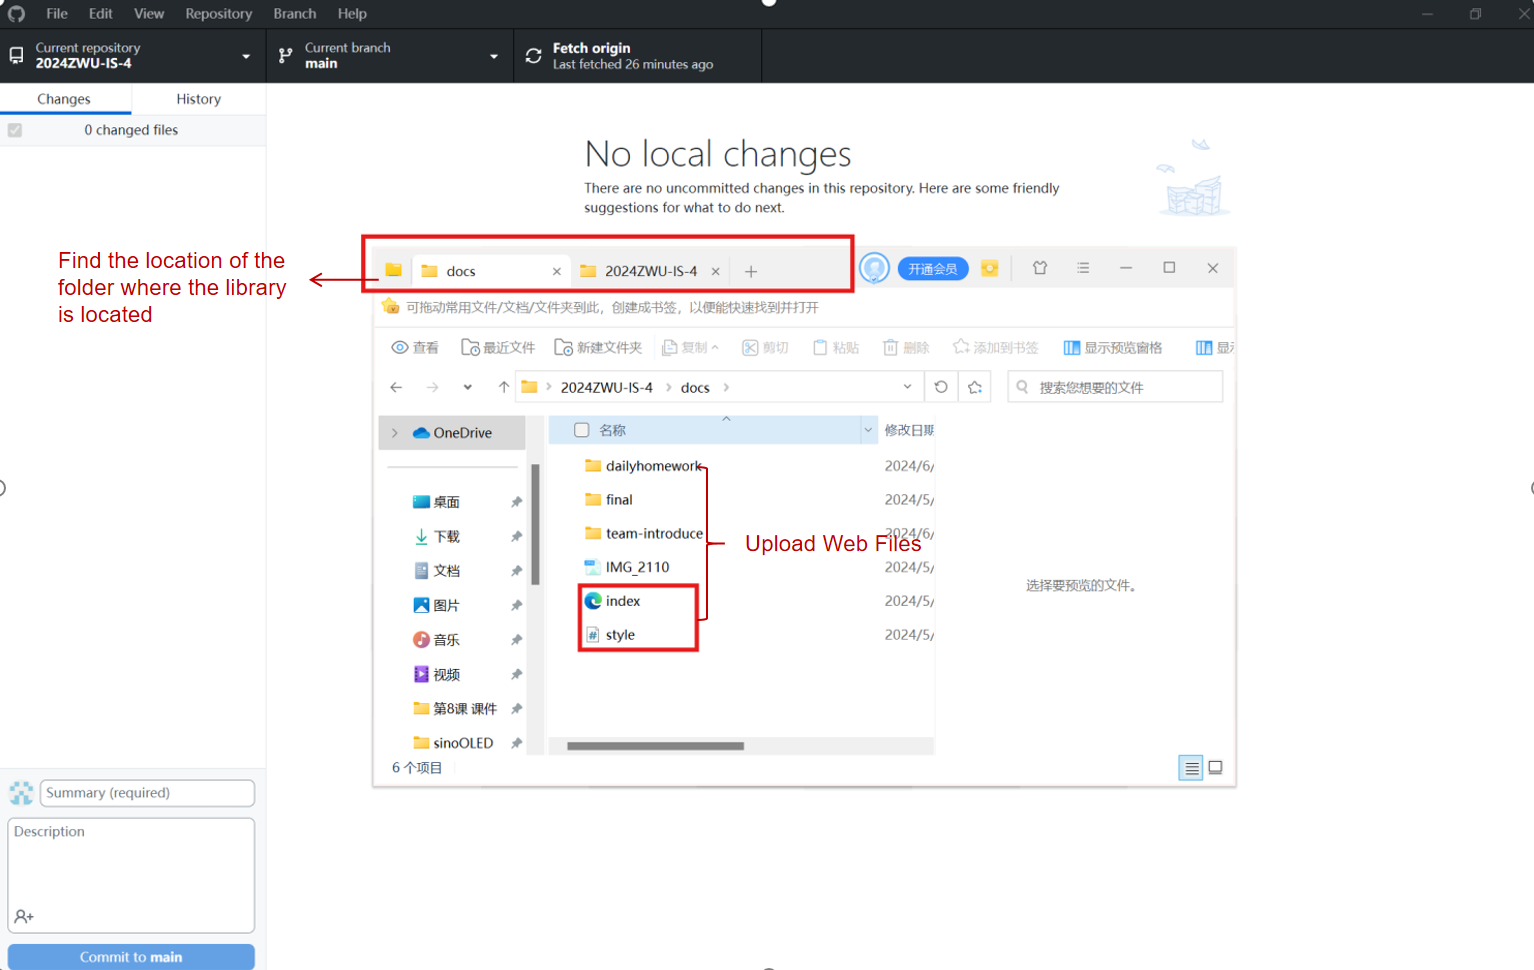 File Edit View Repository Branch Help
Current repository
2024ZWU-IS-4
Current branch
main
Fetch origin
Last fetched 26 minutes ago
Changes
History
0 changed files
No local changes
There are no uncommitted changes in this repository. Here are some friendly
suggestions for what to do next.
Find the location of the
folder where the library
is located
docs
2024ZWU-IS-4
开通会员
可拖动常用文件/文档/文件夹到此，创建成书签，以便能快速找到并打开
查看 最近文件 新建文件夹 复制 剪切 粘贴 删除 添加到书签 显示预览窗格 显
2024ZWU-IS-4 docs
搜索您想要的文件
OneDrive
桌面
下载
文档
图片
音乐
视频
第8课 课件
sinoOLED
名称 修改日期
dailyhomework 2024/6/
final 2024/5/
team-introduce 2024/6/
IMG_2110 2024/5/
index 2024/5/
style 2024/5/
Upload Web Files
选择要预览的文件。
6 个项目
Summary (required)
Description
Commit to main